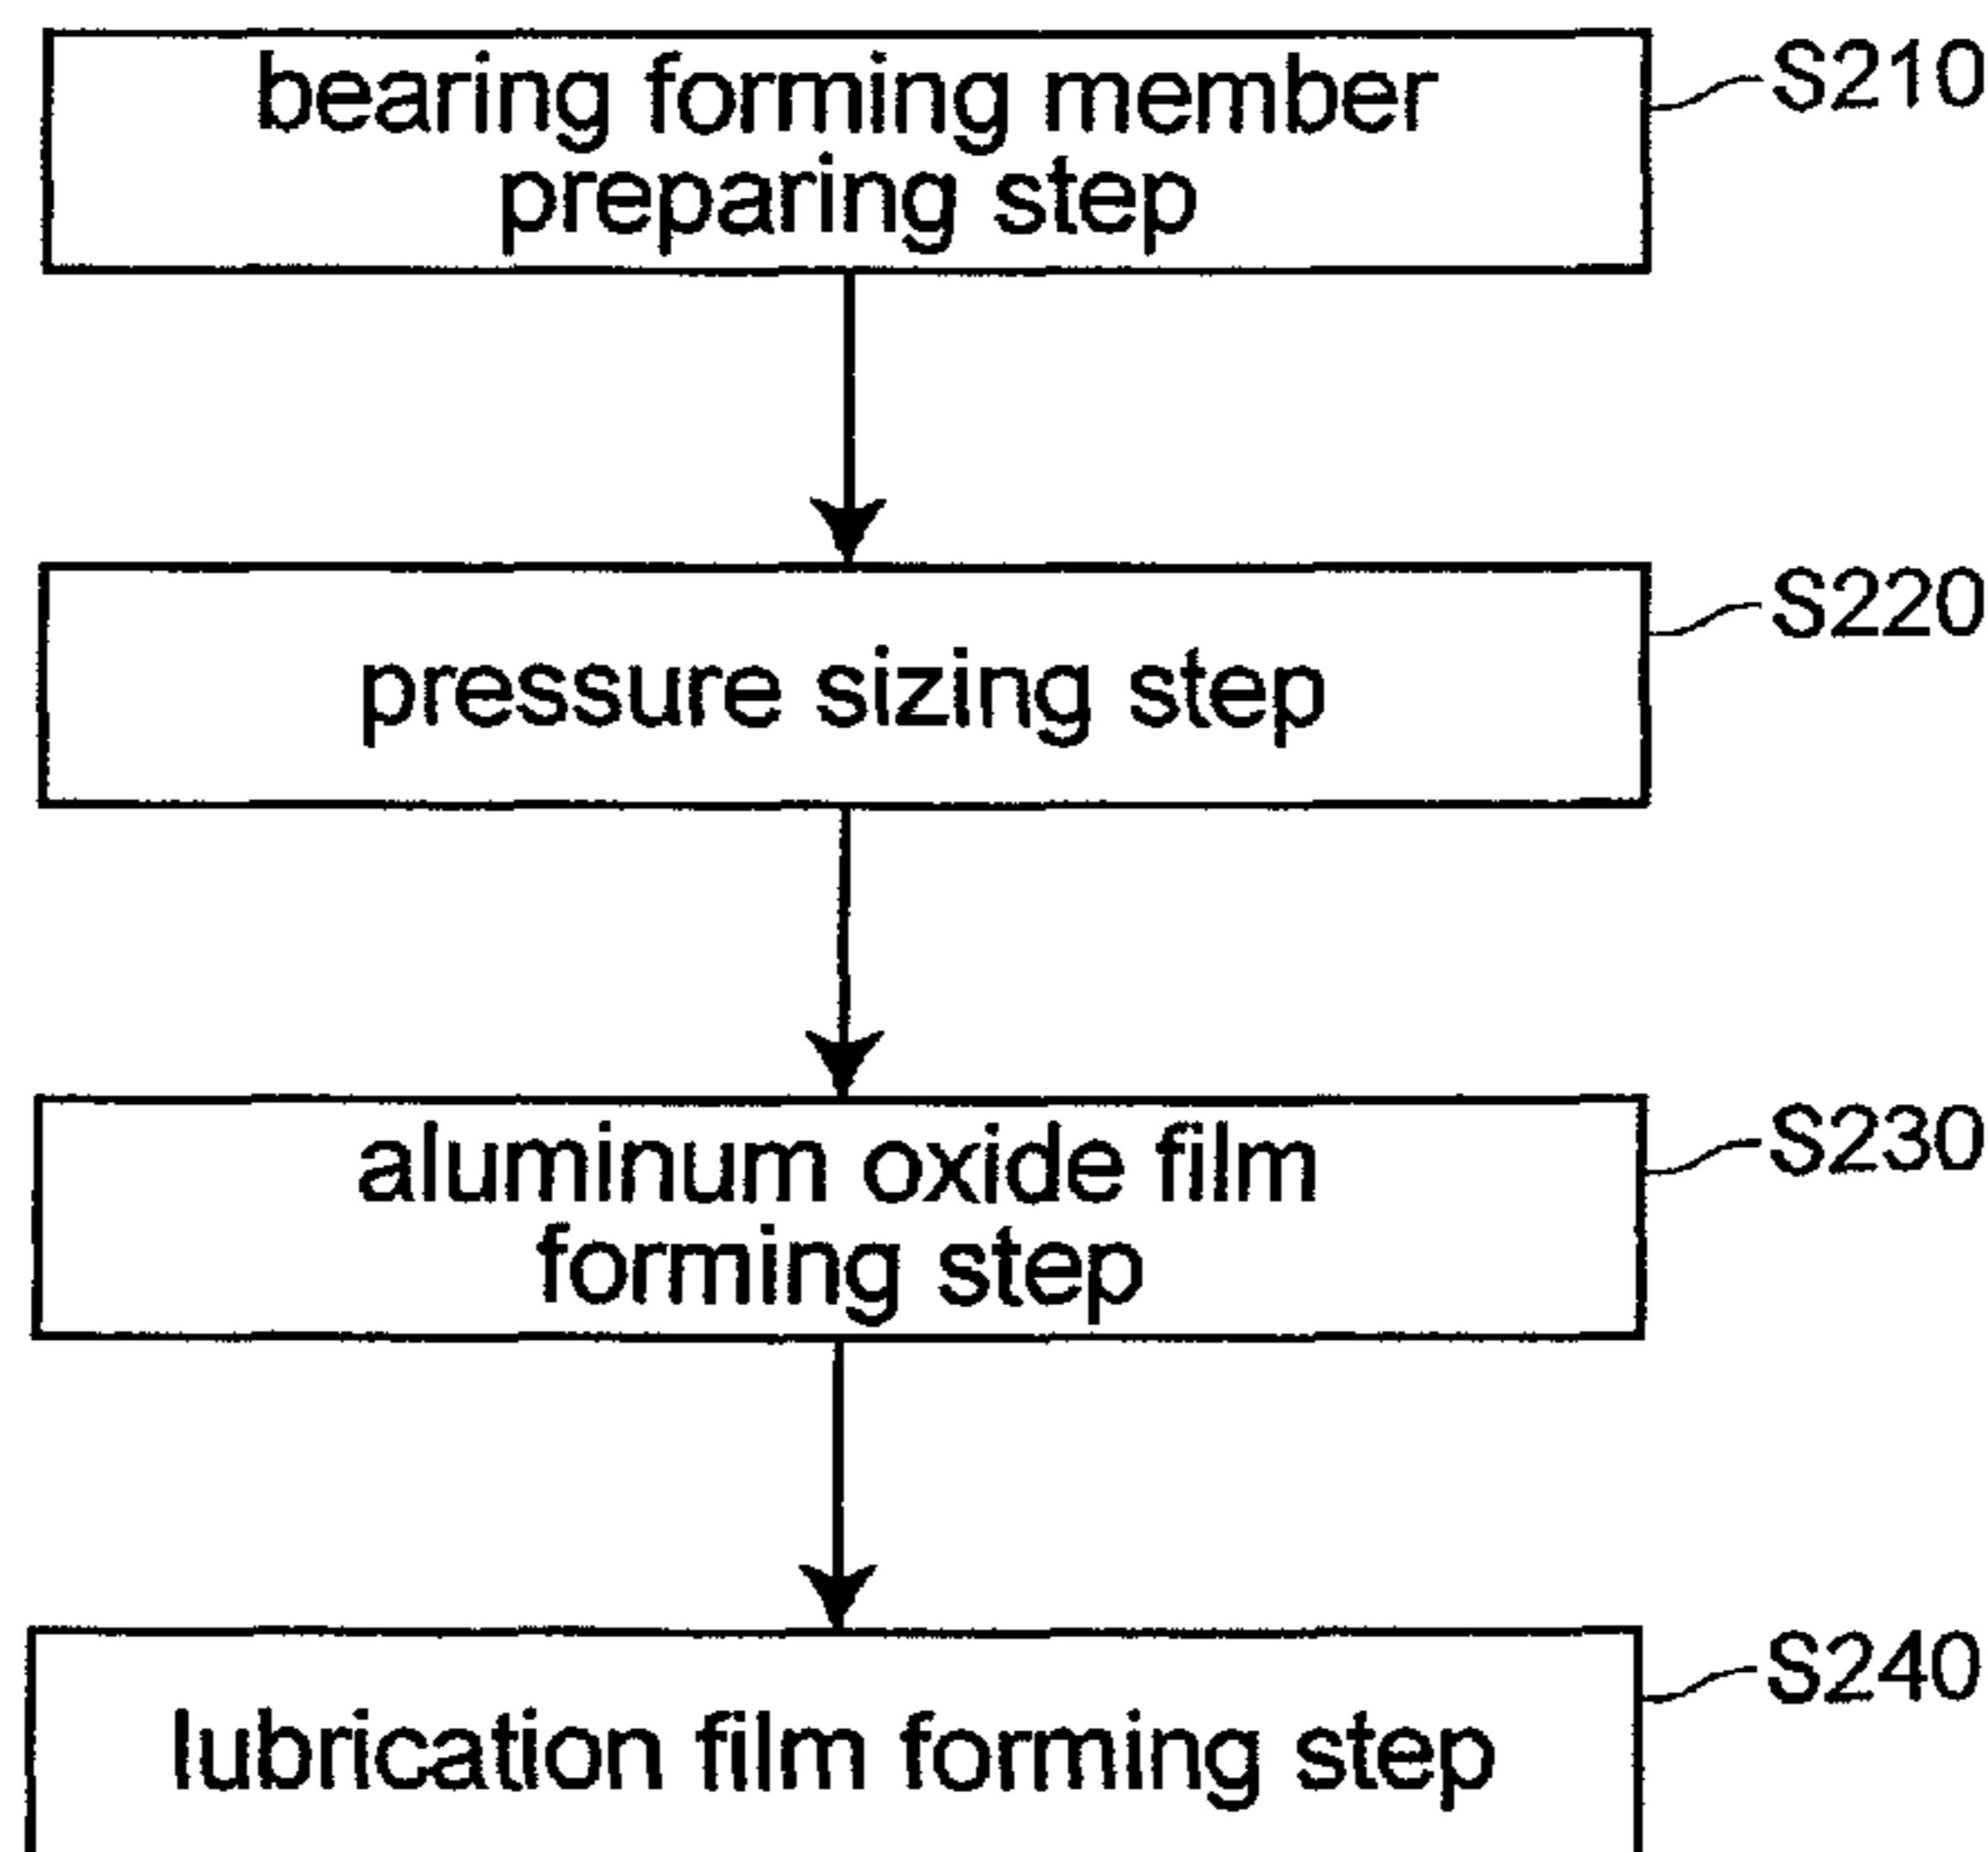 bearing forming member
preparing step
S210
pressure sizing step
S220
aluminum oxide film
forming step
S230
lubrication film forming step
S240